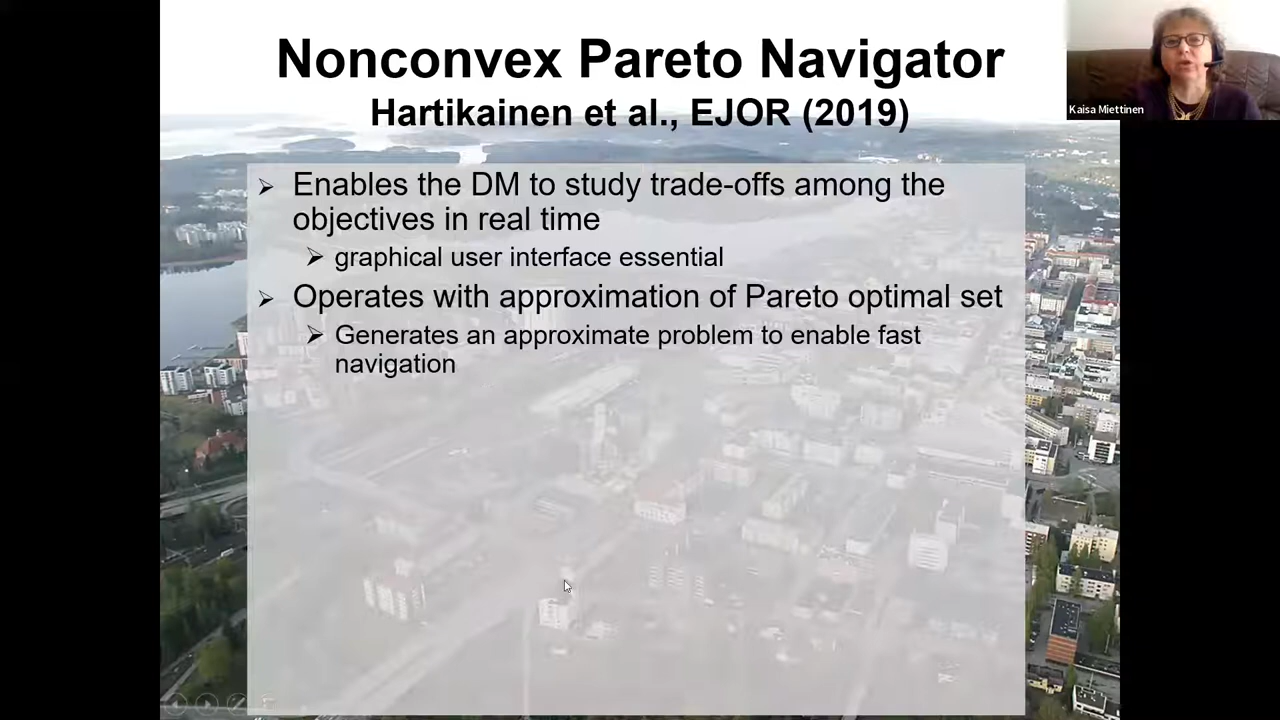 Nonconvex Pareto Navigator
Hartikainen et al., EJOR (2019)
Kaisa Miettinen
➢ Enables the DM to study trade-offs among the
objectives in real time
➢ graphical user interface essential
➢ Operates with approximation of Pareto optimal set
➢ Generates an approximate problem to enable fast
navigation